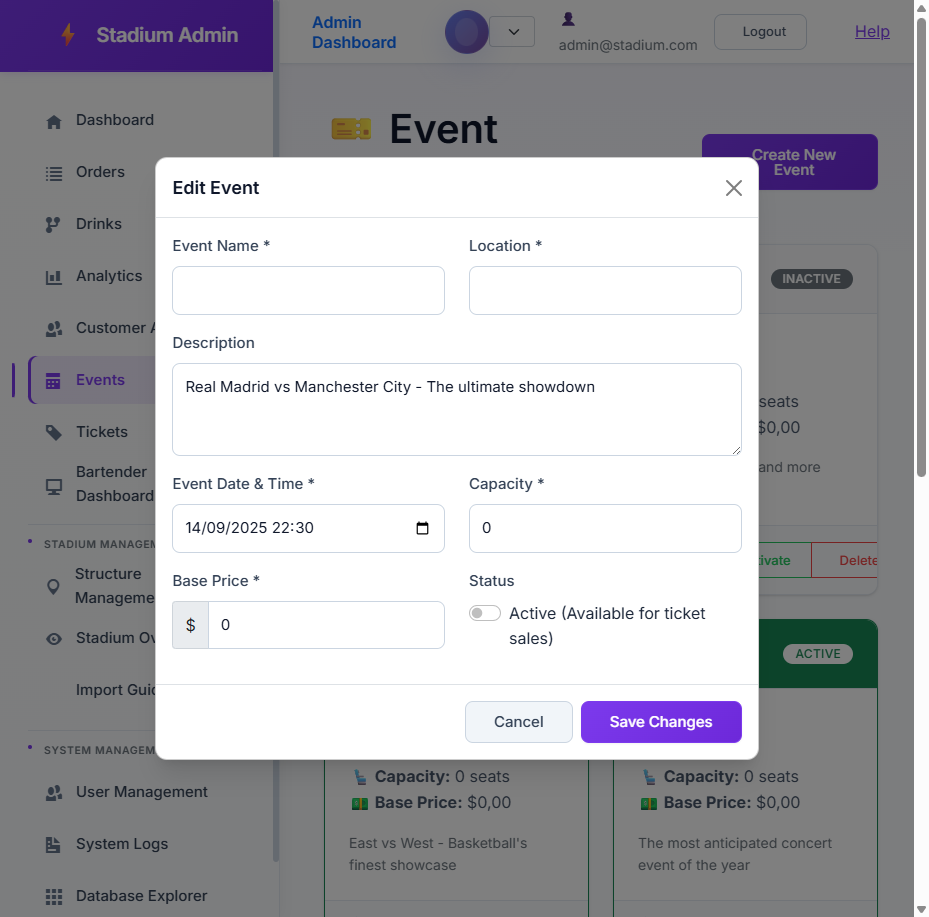 Stadium Admin
Admin
Dashboard
admin@stadium.com
Logout
Help
Dashboard
Orders
Drinks
Analytics
Customer A
Events
Tickets
Bartender
Dashboard
STADIUM MANAGEM
Structure
Manageme
Stadium Ov
Import Guid
SYSTEM MANAGEM
User Management
System Logs
Database Explorer
Event
Create New
Event
INACTIVE
seats
$0,00
and more
ivate
Delete
ACTIVE
Edit Event
Event Name *
Location *
Description
Real Madrid vs Manchester City - The ultimate showdown
Event Date & Time *
Capacity *
14/09/2025 22:30
0
Base Price *
Status
$
0
Active (Available for ticket
sales)
Cancel
Save Changes
Capacity: 0 seats
Base Price: $0,00
East vs West - Basketball's
finest showcase
Capacity: 0 seats
Base Price: $0,00
The most anticipated concert
event of the year